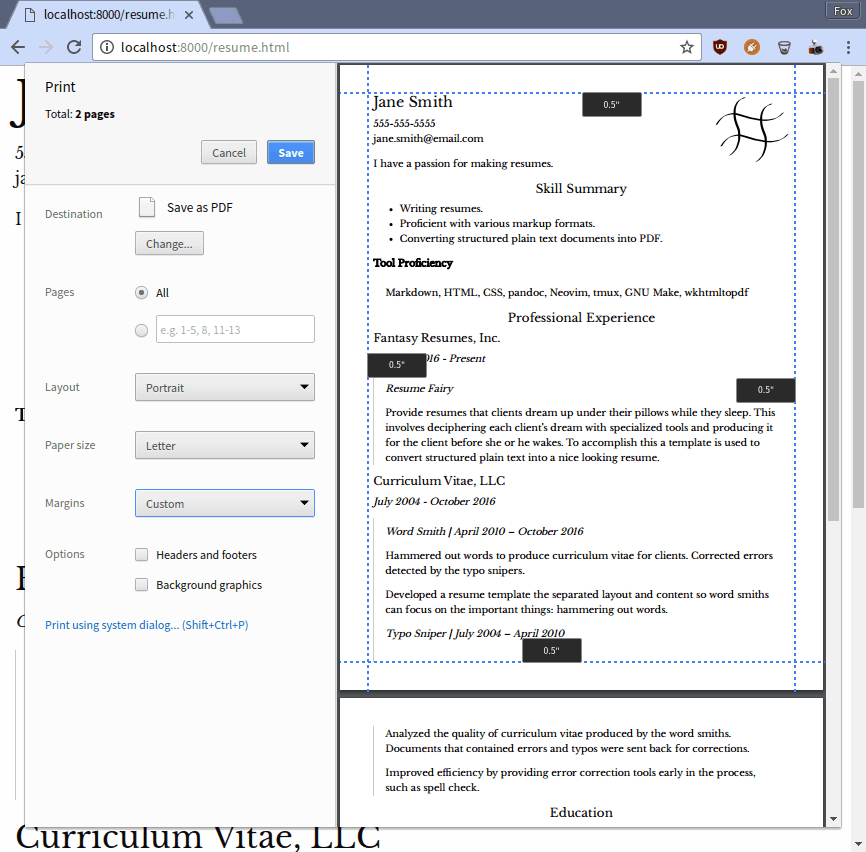 localhost:8000/resume.h
Fox
localhost:8000/resume.html
Print
Total: 2 pages
Cancel
Save
Destination
Save as PDF
Change...
Pages
All
e.g. 1-5, 8, 11-13
Layout
Portrait
Paper size
Letter
Margins
Custom
Options
Headers and footers
Background graphics
Print using system dialog... (Shift+Ctrl+P)
0.5"
Jane Smith
555-555-5555
jane.smith@email.com
I have a passion for making resumes.
Skill Summary
• Writing resumes.
• Proficient with various markup formats.
• Converting structured plain text documents into PDF.
Tool Proficiency
Markdown, HTML, CSS, pandoc, Neovim, tmux, GNU Make, wkhtmltopdf
Professional Experience
Fantasy Resumes, Inc.
0.5"
016 - Present
Resume Fairy
0.5"
Provide resumes that clients dream up under their pillows while they sleep. This
involves deciphering each client's dream with specialized tools and producing it
for the client before she or he wakes. To accomplish this a template is used to
convert structured plain text into a nice looking resume.
Curriculum Vitae, LLC
July 2004 - October 2016
Word Smith | April 2010 – October 2016
Hammered out words to produce curriculum vitae for clients. Corrected errors
detected by the typo snipers.
Developed a resume template the separated layout and content so word smiths
can focus on the important things: hammering out words.
Typo Sniper | July 2004 – April 2010
0.5"
Analyzed the quality of curriculum vitae produced by the word smiths.
Documents that contained errors and typos were sent back for corrections.
Improved efficiency by providing error correction tools early in the process,
such as spell check.
Education
Curriculum Vitae, LLC